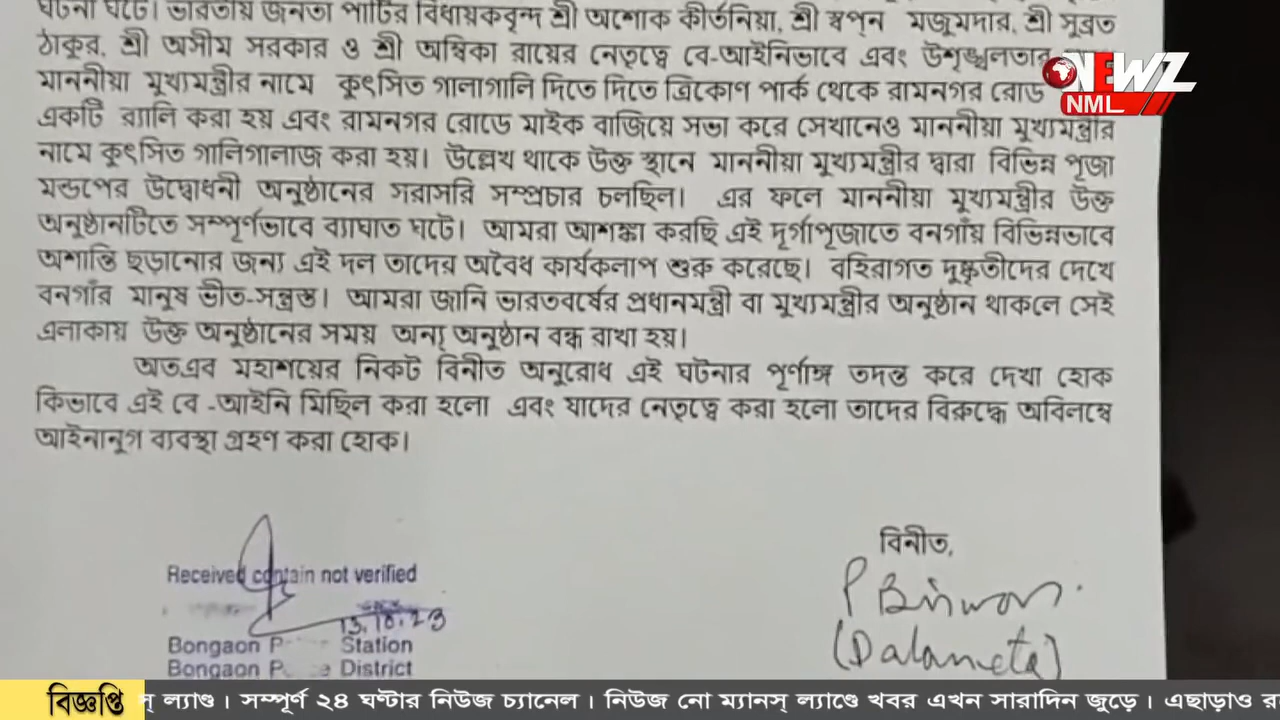 ঘটনা ঘটে। ভারতীয় জনতা পার্টির বিধায়কবৃন্দ শ্রী অশোক কীর্তনিয়া, শ্রী স্বপন মজুমদার, শ্রী সুব্রত
ঠাকুর, শ্রী অসীম সরকার ও শ্রী অম্বিকা রায়ের নেতৃত্বে বে-আইনিভাবে এবং উশৃঙ্খলতার
মাননীয়া মুখ্যমন্ত্রীর নামে কুৎসিত গালাগালি দিতে দিতে ত্রিকোণ পার্ক থেকে রামনগর রোড
একটি র‍্যালি করা হয় এবং রামনগর রোডে মাইক বাজিয়ে সভা করে সেখানেও মাননীয়া মুখ্যমন্ত্রীর
নামে কুৎসিত গালিগালাজ করা হয়। উল্লেখ থাকে উক্ত স্থানে মাননীয়া মুখ্যমন্ত্রীর দ্বারা বিভিন্ন পূজা
মন্ডপের উদ্বোধনী অনুষ্ঠানের সরাসরি সম্প্রচার চলছিল। এর ফলে মাননীয়া মুখ্যমন্ত্রীর উক্ত
অনুষ্ঠানটিতে সম্পূর্ণভাবে ব্যাঘাত ঘটে। আমরা আশঙ্কা করছি এই দূর্গাপূজাতে বনগাঁয় বিভিন্নভাবে
অশান্তি ছড়ানোর জন্য এই দল তাদের অবৈধ কার্যকলাপ শুরু করেছে। বহিরাগত দুষ্কৃতীদের দেখে
বনগাঁর মানুষ ভীত-সন্ত্রস্ত। আমরা জানি ভারতবর্ষের প্রধানমন্ত্রী বা মুখ্যমন্ত্রীর অনুষ্ঠান থাকলে সেই
এলাকায় উক্ত অনুষ্ঠানের সময় অন্য অনুষ্ঠান বন্ধ রাখা হয়।
অতএব মহাশয়ের নিকট বিনীত অনুরোধ এই ঘটনার পূর্ণাঙ্গ তদন্ত করে দেখা হোক
কিভাবে এই বে -আইনি মিছিল করা হলো এবং যাদের নেতৃত্বে করা হলো তাদের বিরুদ্ধে অবিলম্বে
আইনানুগ ব্যবস্থা গ্রহণ করা হোক।
NEWZ
NML
বিনীত,
Received contain not verified
P Biswas
13.10.23
(Dalaneta)
Bongaon Station
Bongaon District
বিজ্ঞপ্তি
স্ ল্যাণ্ড। সম্পূর্ণ ২৪ ঘণ্টার নিউজ চ্যানেল। নিউজ নো ম্যানস্ ল্যাণ্ডে খবর এখন সারাদিন জুড়ে। এছাড়াও র